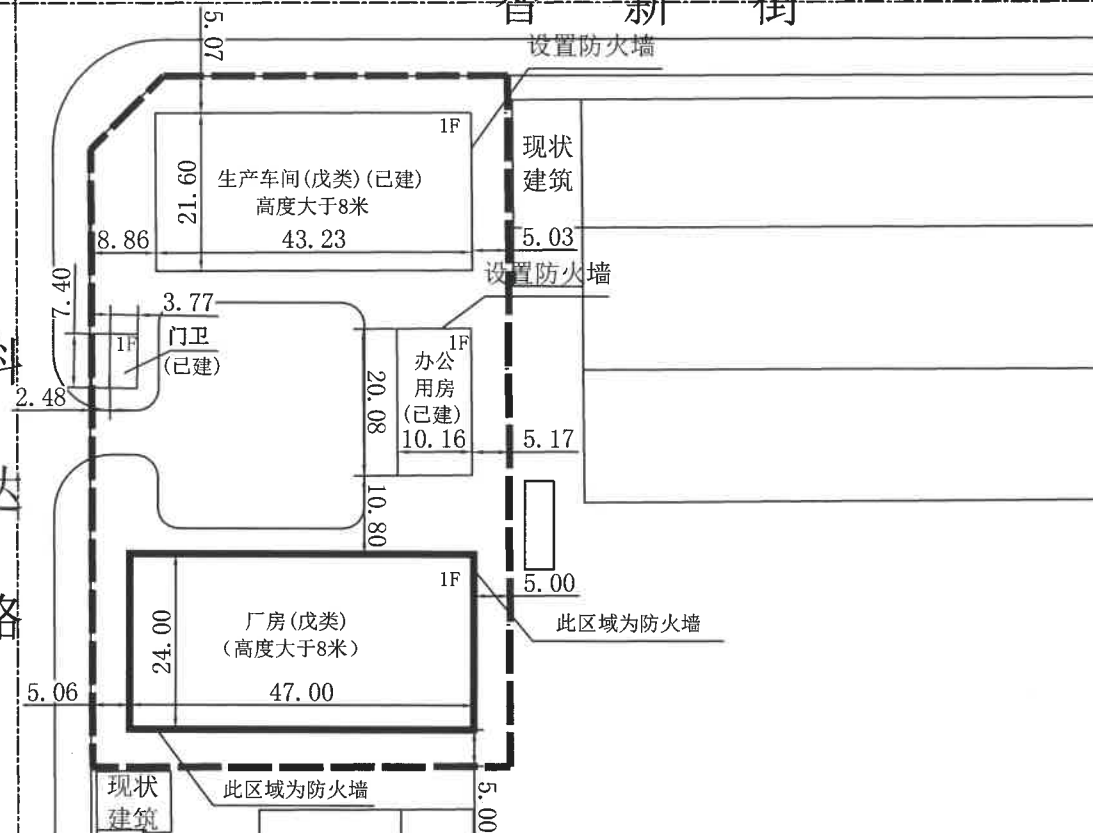 新 街
5.07
设置防火墙
1F
现状
建筑
生产车间(戊类)(已建)
高度大于8米
21.60
8.86
43.23
5.03
设置防火墙
7.40
3.77
1F
门卫
(已建)
2.48
1F
办公
用房
(已建)
20.08
10.16
5.17
10.80
1F
5.00
厂房(戊类)
(高度大于8米)
24.00
此区域为防火墙
47.00
5.06
路
现状
建筑
此区域为防火墙
5.00